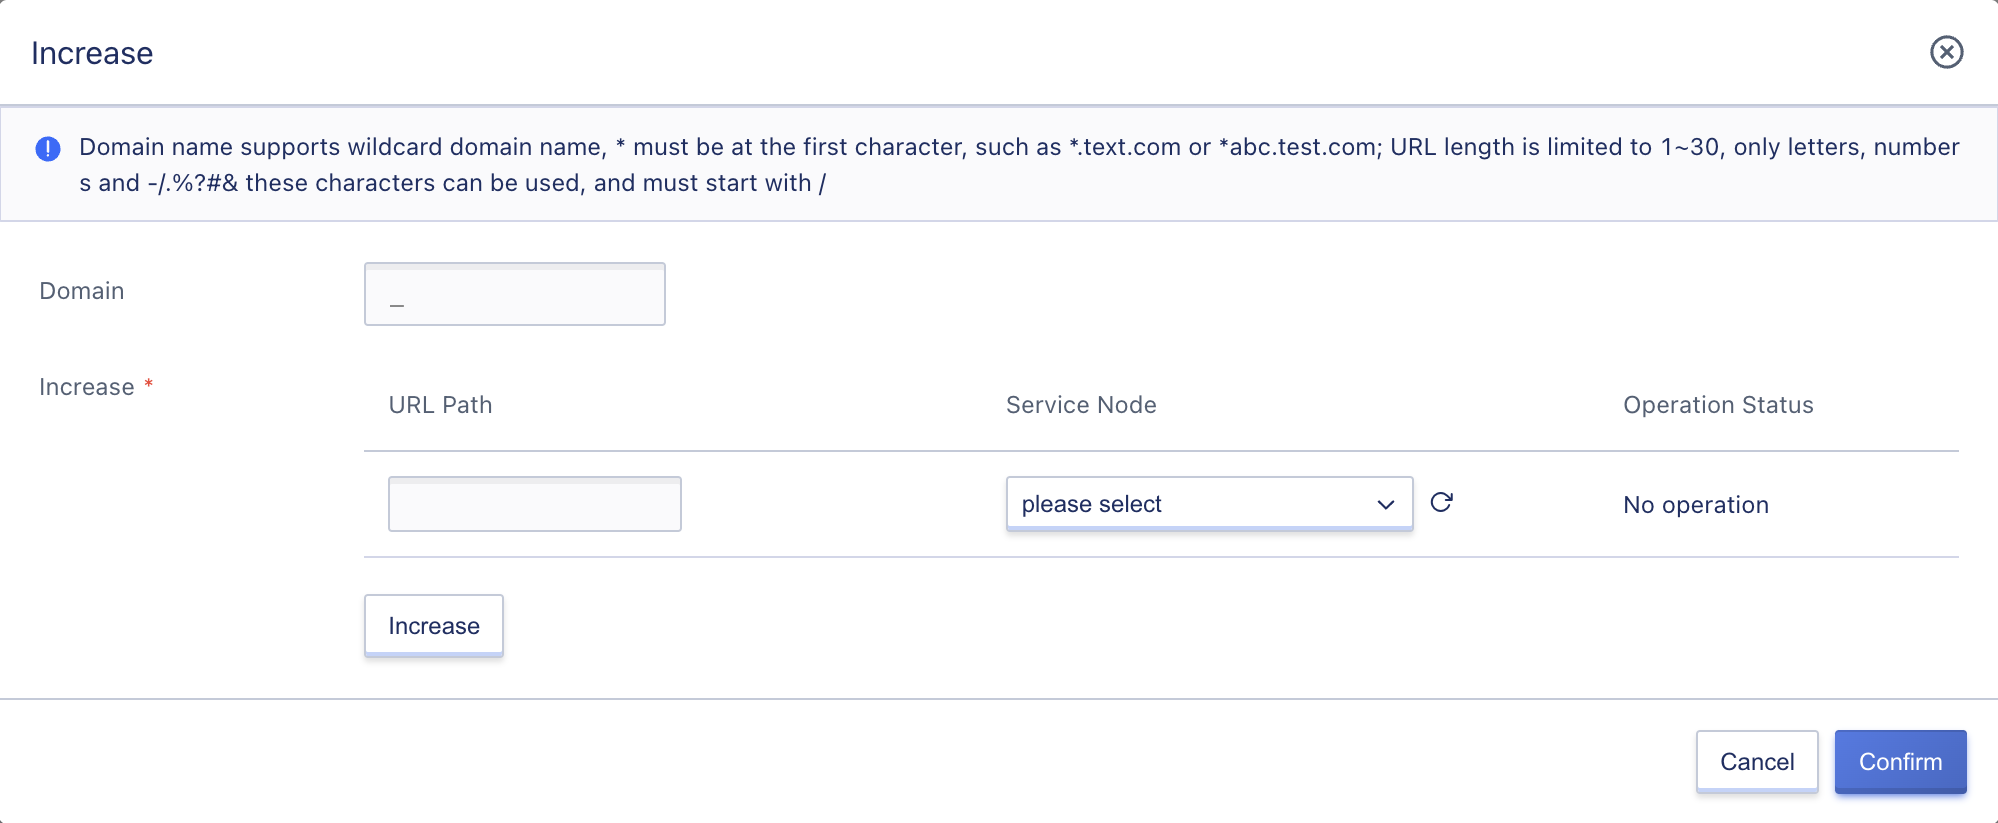 Increase
Domain name supports wildcard domain name, * must be at the first character, such as *.text.com or *abc.test.com; URL length is limited to 1~30, only letters, number
s and -/.%?#& these characters can be used, and must start with /
Domain
_
Increase *
URL Path Service Node Operation Status
please select No operation
Increase
Cancel Confirm